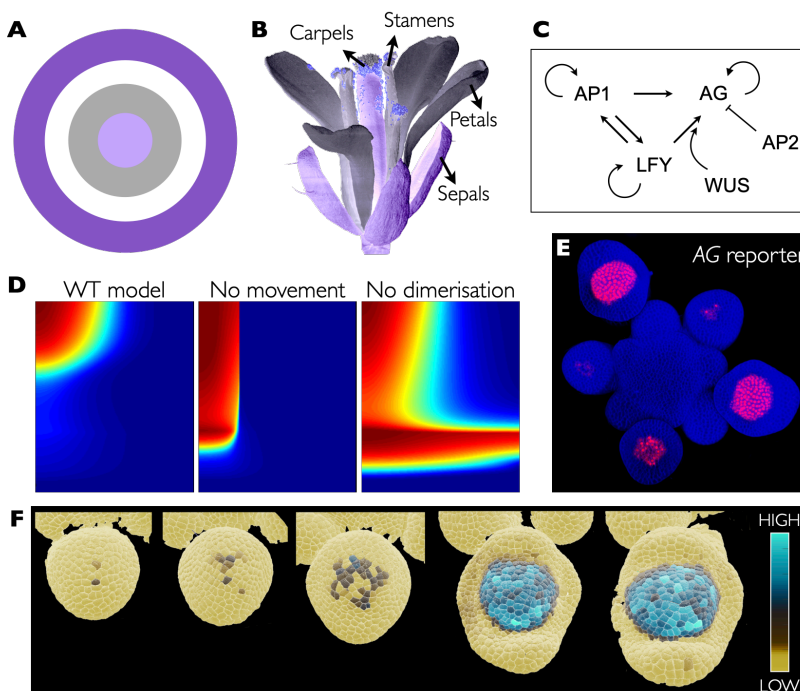 A
B
Carpels
Stamens
Petals
Sepals
C
AP1
AG
AP2
LFY
WUS
D
WT model
No movement
No dimerisation
E
AG reporter
F
HIGH
LOW